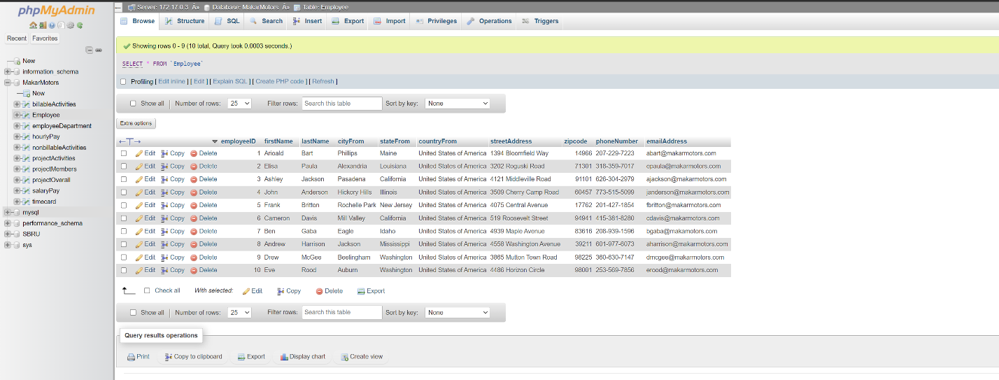 phpMyAdmin
Recent Favorites
New
information_schema
MakarMotors
New
billableActivities
Employee
employeeDepartment
hourlyPay
nonbillableActivities
projectActivities
projectMembers
projectOverall
salaryPay
timecard
mysql
performance_schema
SBRU
sys
Server: 172.17.0.3 Â» Database: MakarMotors Â» Table: Employee
Browse Structure SQL Search Insert Export Import Privileges Operations Triggers
Showing rows 0 - 9 (10 total, Query took 0.0003 seconds.)
SELECT * FROM `Employee`
Profiling [ Edit inline ] [ Edit ] [ Explain SQL ] [ Create PHP code ] [ Refresh ]
Show all Number of rows: 25 Filter rows: Search this table Sort by key: None
Extra options
employeeID firstName lastName cityFrom stateFrom countryFrom streetAddress zipcode phoneNumber emailAddress
Edit Copy Delete 1 Arioald Bart Phillips Maine United States of America 1394 Bloomfield Way 14966 207-229-7223 abart@makarmotors.com
Edit Copy Delete 2 Elisa Paula Alexandria Louisiana United States of America 3202 Roguski Road 71301 318-359-7017 epaula@makarmotors.com
Edit Copy Delete 3 Ashley Jackson Pasadena California United States of America 4121 Middleville Road 91101 626-304-2979 ajackson@makarmotors.com
Edit Copy Delete 4 John Anderson Hickory Hills Illinois United States of America 3509 Cherry Camp Road 60457 773-515-5099 janderson@makarmotors.com
Edit Copy Delete 5 Frank Britton Rochelle Park New Jersey United States of America 4075 Central Avenue 17762 201-427-1854 fbritton@makarmotors.com
Edit Copy Delete 6 Cameron Davis Mill Valley California United States of America 519 Roosevelt Street 94941 415-381-8280 cdavis@makarmotors.com
Edit Copy Delete 7 Ben Gaba Eagle Idaho United States of America 4939 Maple Avenue 83616 208-939-1596 bgaba@makamotors.com
Edit Copy Delete 8 Andrew Harrison Jackson Mississippi United States of America 4558 Washington Avenue 39211 601-977-6073 aharrison@makarmotors.com
Edit Copy Delete 9 Drew McGee Beelingham Washington United States of America 3865 Mutton Town Road 98225 360-630-7147 dmcgee@makarmotors.com
Edit Copy Delete 10 Eve Rood Auburn Washington United States of America 4486 Horizon Circle 98001 253-569-7856 erood@makarmotors.com
Check all With selected: Edit Copy Delete Export
Show all Number of rows: 25 Filter rows: Search this table Sort by key: None
Query results operations
Print Copy to clipboard Export Display chart Create view